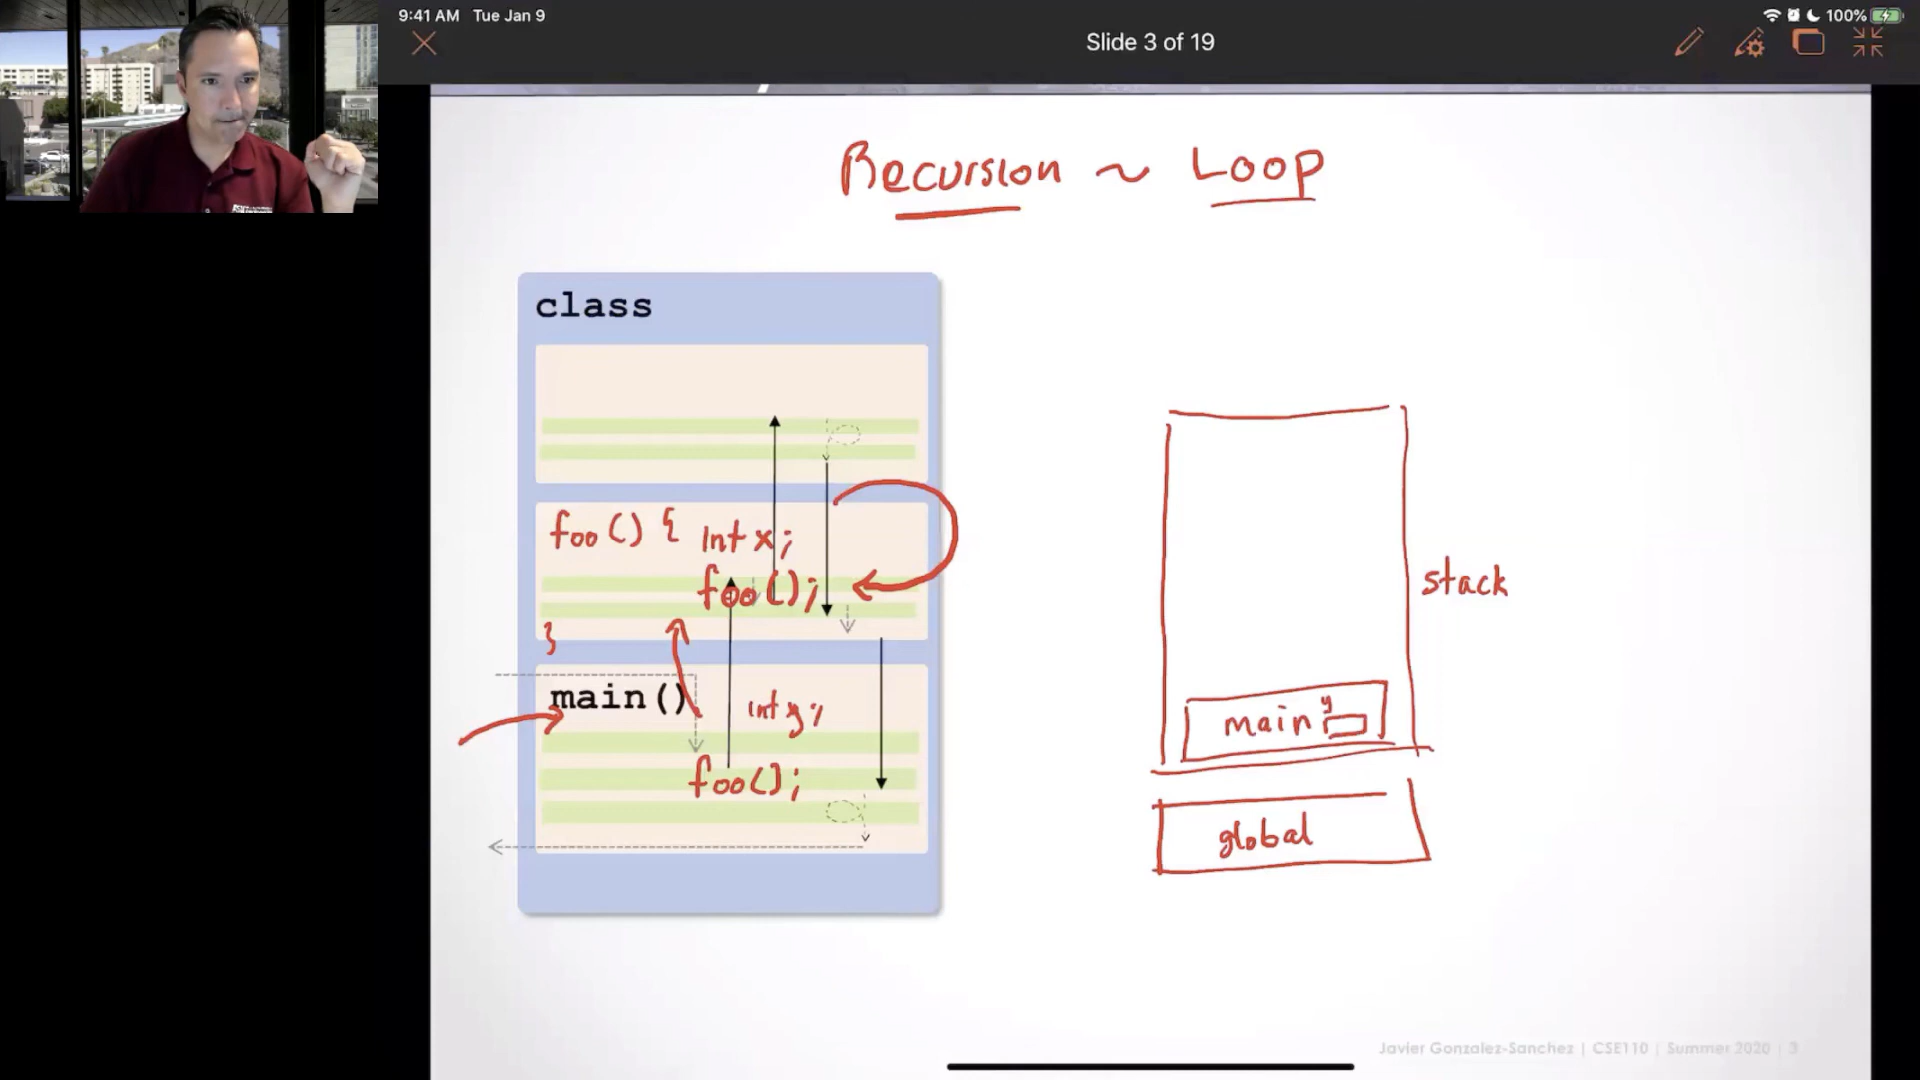 9:41 AM Tue Jan 9
100%
Slide 3 of 19
Recursion ~ Loop
class
foo() { int x;
foo();
}
main()
int y;
foo();
stack
main y
global
Javier Gonzalez-Sanchez | CSE110 | Summer 2020 | 3